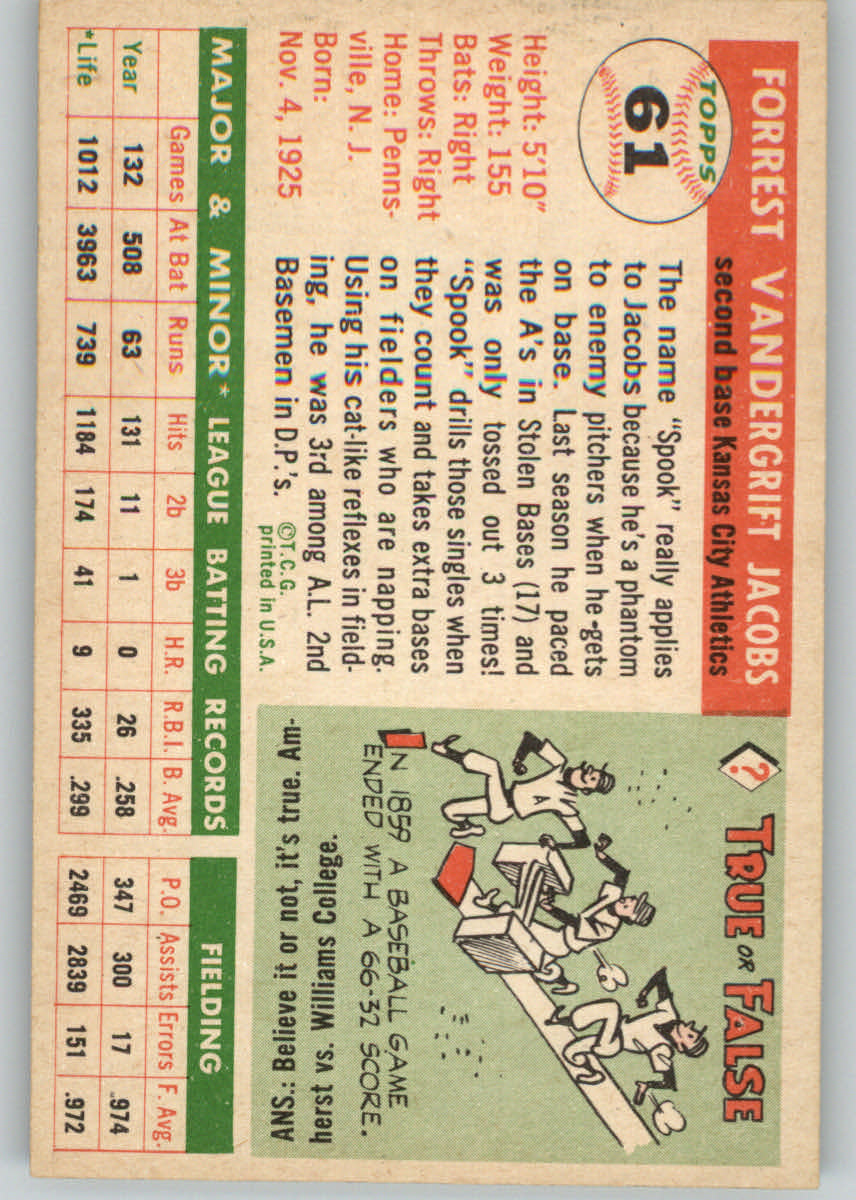 TOPPS
61
FORREST VANDERGRIFT JACOBS
second base Kansas City Athletics
Height: 5'10"
Weight: 155
Bats: Right
Throws: Right
Home: Penns-
ville, N. J.
Born:
Nov. 4, 1925
The name "Spook" really applies
to Jacobs because he's a phantom
to enemy pitchers when he gets
on base. Last season he paced
the A's in Stolen Bases (17) and
was only tossed out 3 times!
"Spook" drills those singles when
they count and takes extra bases
on fielders who are napping.
Using his cat-like reflexes in field-
ing, he was 3rd among A.L. 2nd
Basemen in D.P.'s.
©T.C.G.
printed in U.S.A.
?
TRUE OR FALSE
A
IN 1859 A BASEBALL GAME
ENDED WITH A 66-32 SCORE.
ANS.: Believe it or not, it's true. Am-
herst vs. Williams College.
MAJOR & MINOR* LEAGUE BATTING RECORDS
FIELDING
Games At Bat Runs Hits 2b 3b H.R. R.B.I. B. Avg. P.O. Assists Errors F. Avg.
Year 132 508 63 131 11 1 0 26 .258 347 300 17 .974
*Life 1012 3963 739 1184 174 41 9 335 .299 2469 2839 151 .972